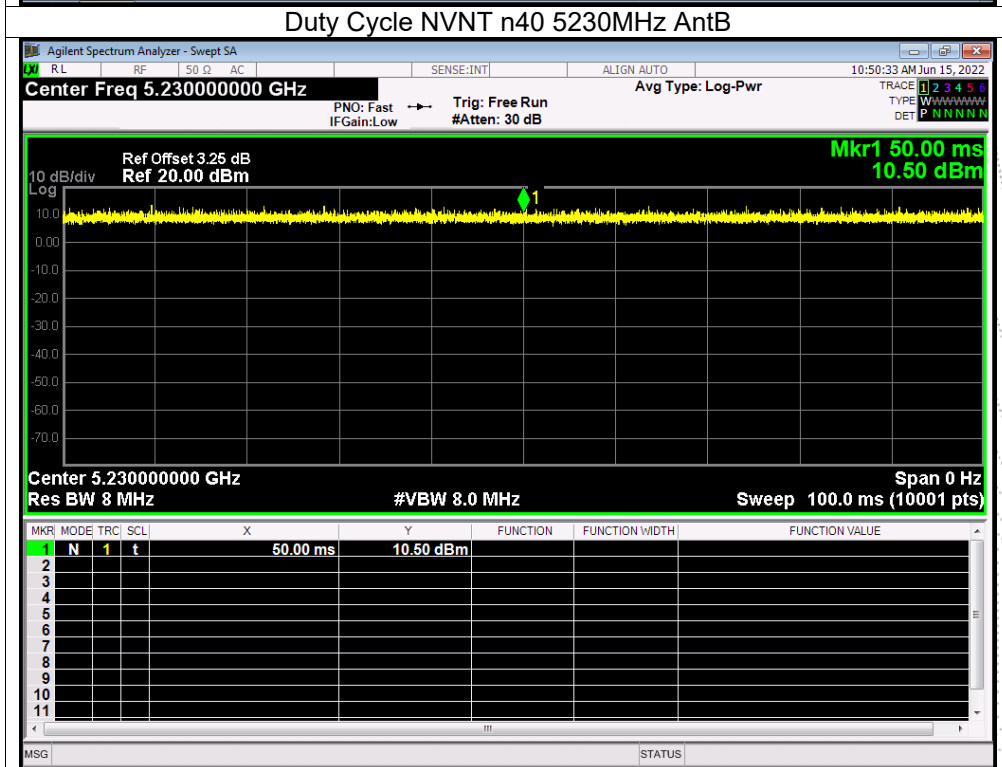 Duty Cycle NVNT n40 5230MHz AntB
Agilent Spectrum Analyzer - Swept SA
LXI RL RF 50 Ω AC SENSE:INT ALIGN AUTO 10:50:33 AM Jun 15, 2022
Center Freq 5.230000000 GHz Avg Type: Log-Pwr TRACE 1 2 3 4 5 6
PNO: Fast Trig: Free Run TYPE WWWWWW
IFGain:Low #Atten: 30 dB DET P N N N N N
Mkr1 50.00 ms
Ref Offset 3.25 dB
10 dB/div Ref 20.00 dBm 10.50 dBm
Log
1
10.0
0.00
-10.0
-20.0
-30.0
-40.0
-50.0
-60.0
-70.0
Center 5.230000000 GHz Span 0 Hz
Res BW 8 MHz #VBW 8.0 MHz Sweep 100.0 ms (10001 pts)
MKR MODE TRC SCL X Y FUNCTION FUNCTION WIDTH FUNCTION VALUE
1 N 1 t 50.00 ms 10.50 dBm
2
3
4
5
6
7
8
9
10
11
MSG STATUS